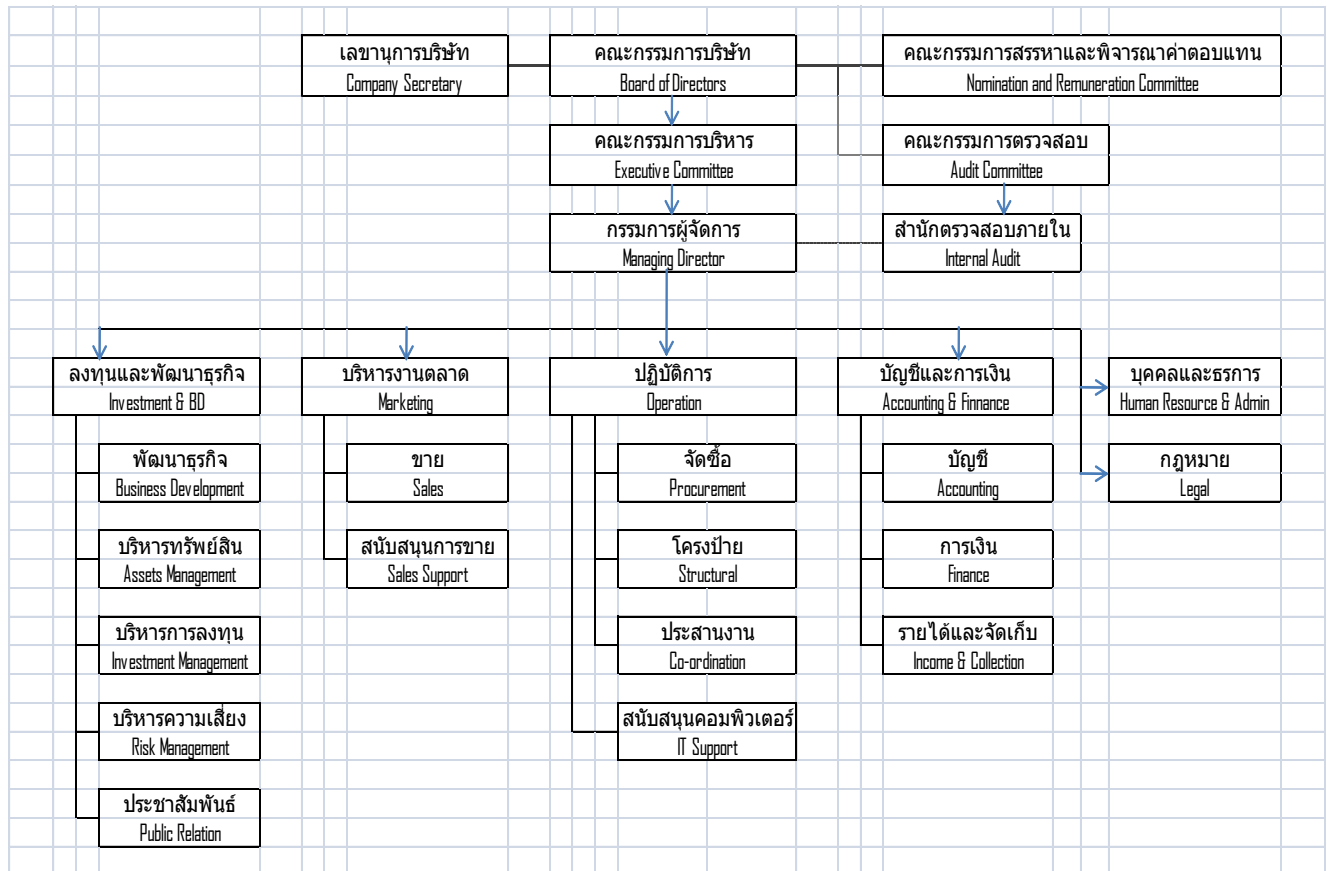 เลขานุการบริษัท
Company Secretary
คณะกรรมการบริษัท
Board of Directors
คณะกรรมการสรรหาและพิจารณาค่าตอบแทน
Nomination and Remuneration Committee
คณะกรรมการบริหาร
Executive Committee
คณะกรรมการตรวจสอบ
Audit Committee
กรรมการผู้จัดการ
Managing Director
สำนักตรวจสอบภายใน
Internal Audit
ลงทุนและพัฒนาธุรกิจ
Investment & BD
บริหารงานตลาด
Marketing
ปฏิบัติการ
Operation
บัญชีและการเงิน
Accounting & Finnance
บุคคลและธรการ
Human Resource & Admin
พัฒนาธุรกิจ
Business Development
ขาย
Sales
จัดซื้อ
Procurement
บัญชี
Accounting
กฎหมาย
Legal
บริหารทรัพย์สิน
Assets Management
สนับสนุนการขาย
Sales Support
โครงป้าย
Structural
การเงิน
Finance
บริหารการลงทุน
Investment Management
ประสานงาน
Co-ordination
รายได้และจัดเก็บ
Income & Collection
บริหารความเสี่ยง
Risk Management
สนับสนุนคอมพิวเตอร์
IT Support
ประชาสัมพันธ์
Public Relation